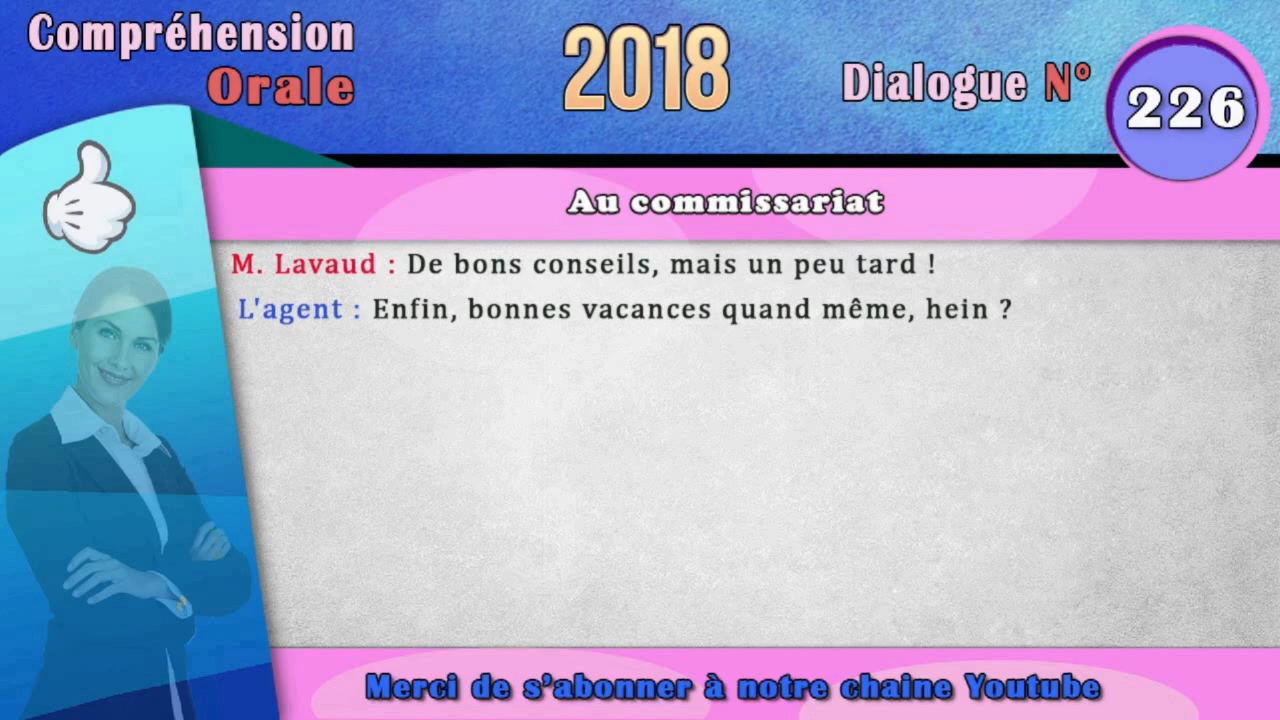 Compréhension
Orale
2018
Dialogue N°
226
Au commissariat
M. Lavaud : De bons conseils, mais un peu tard !
L'agent : Enfin, bonnes vacances quand même, hein ?
Merci de s'abonner à notre chaine Youtube